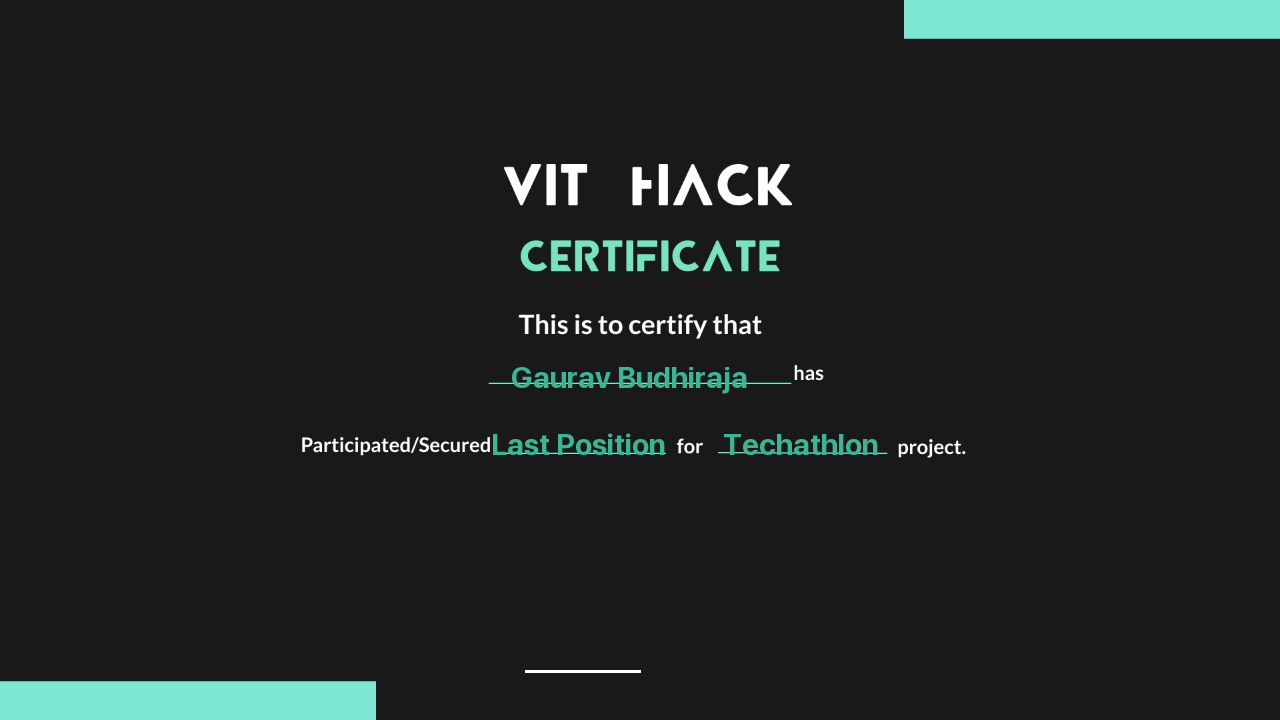 VIT HACK
CERTIFICATE
This is to certify that
Gaurav Budhiraja has
Participated/Secured Last Position for Techathlon project.